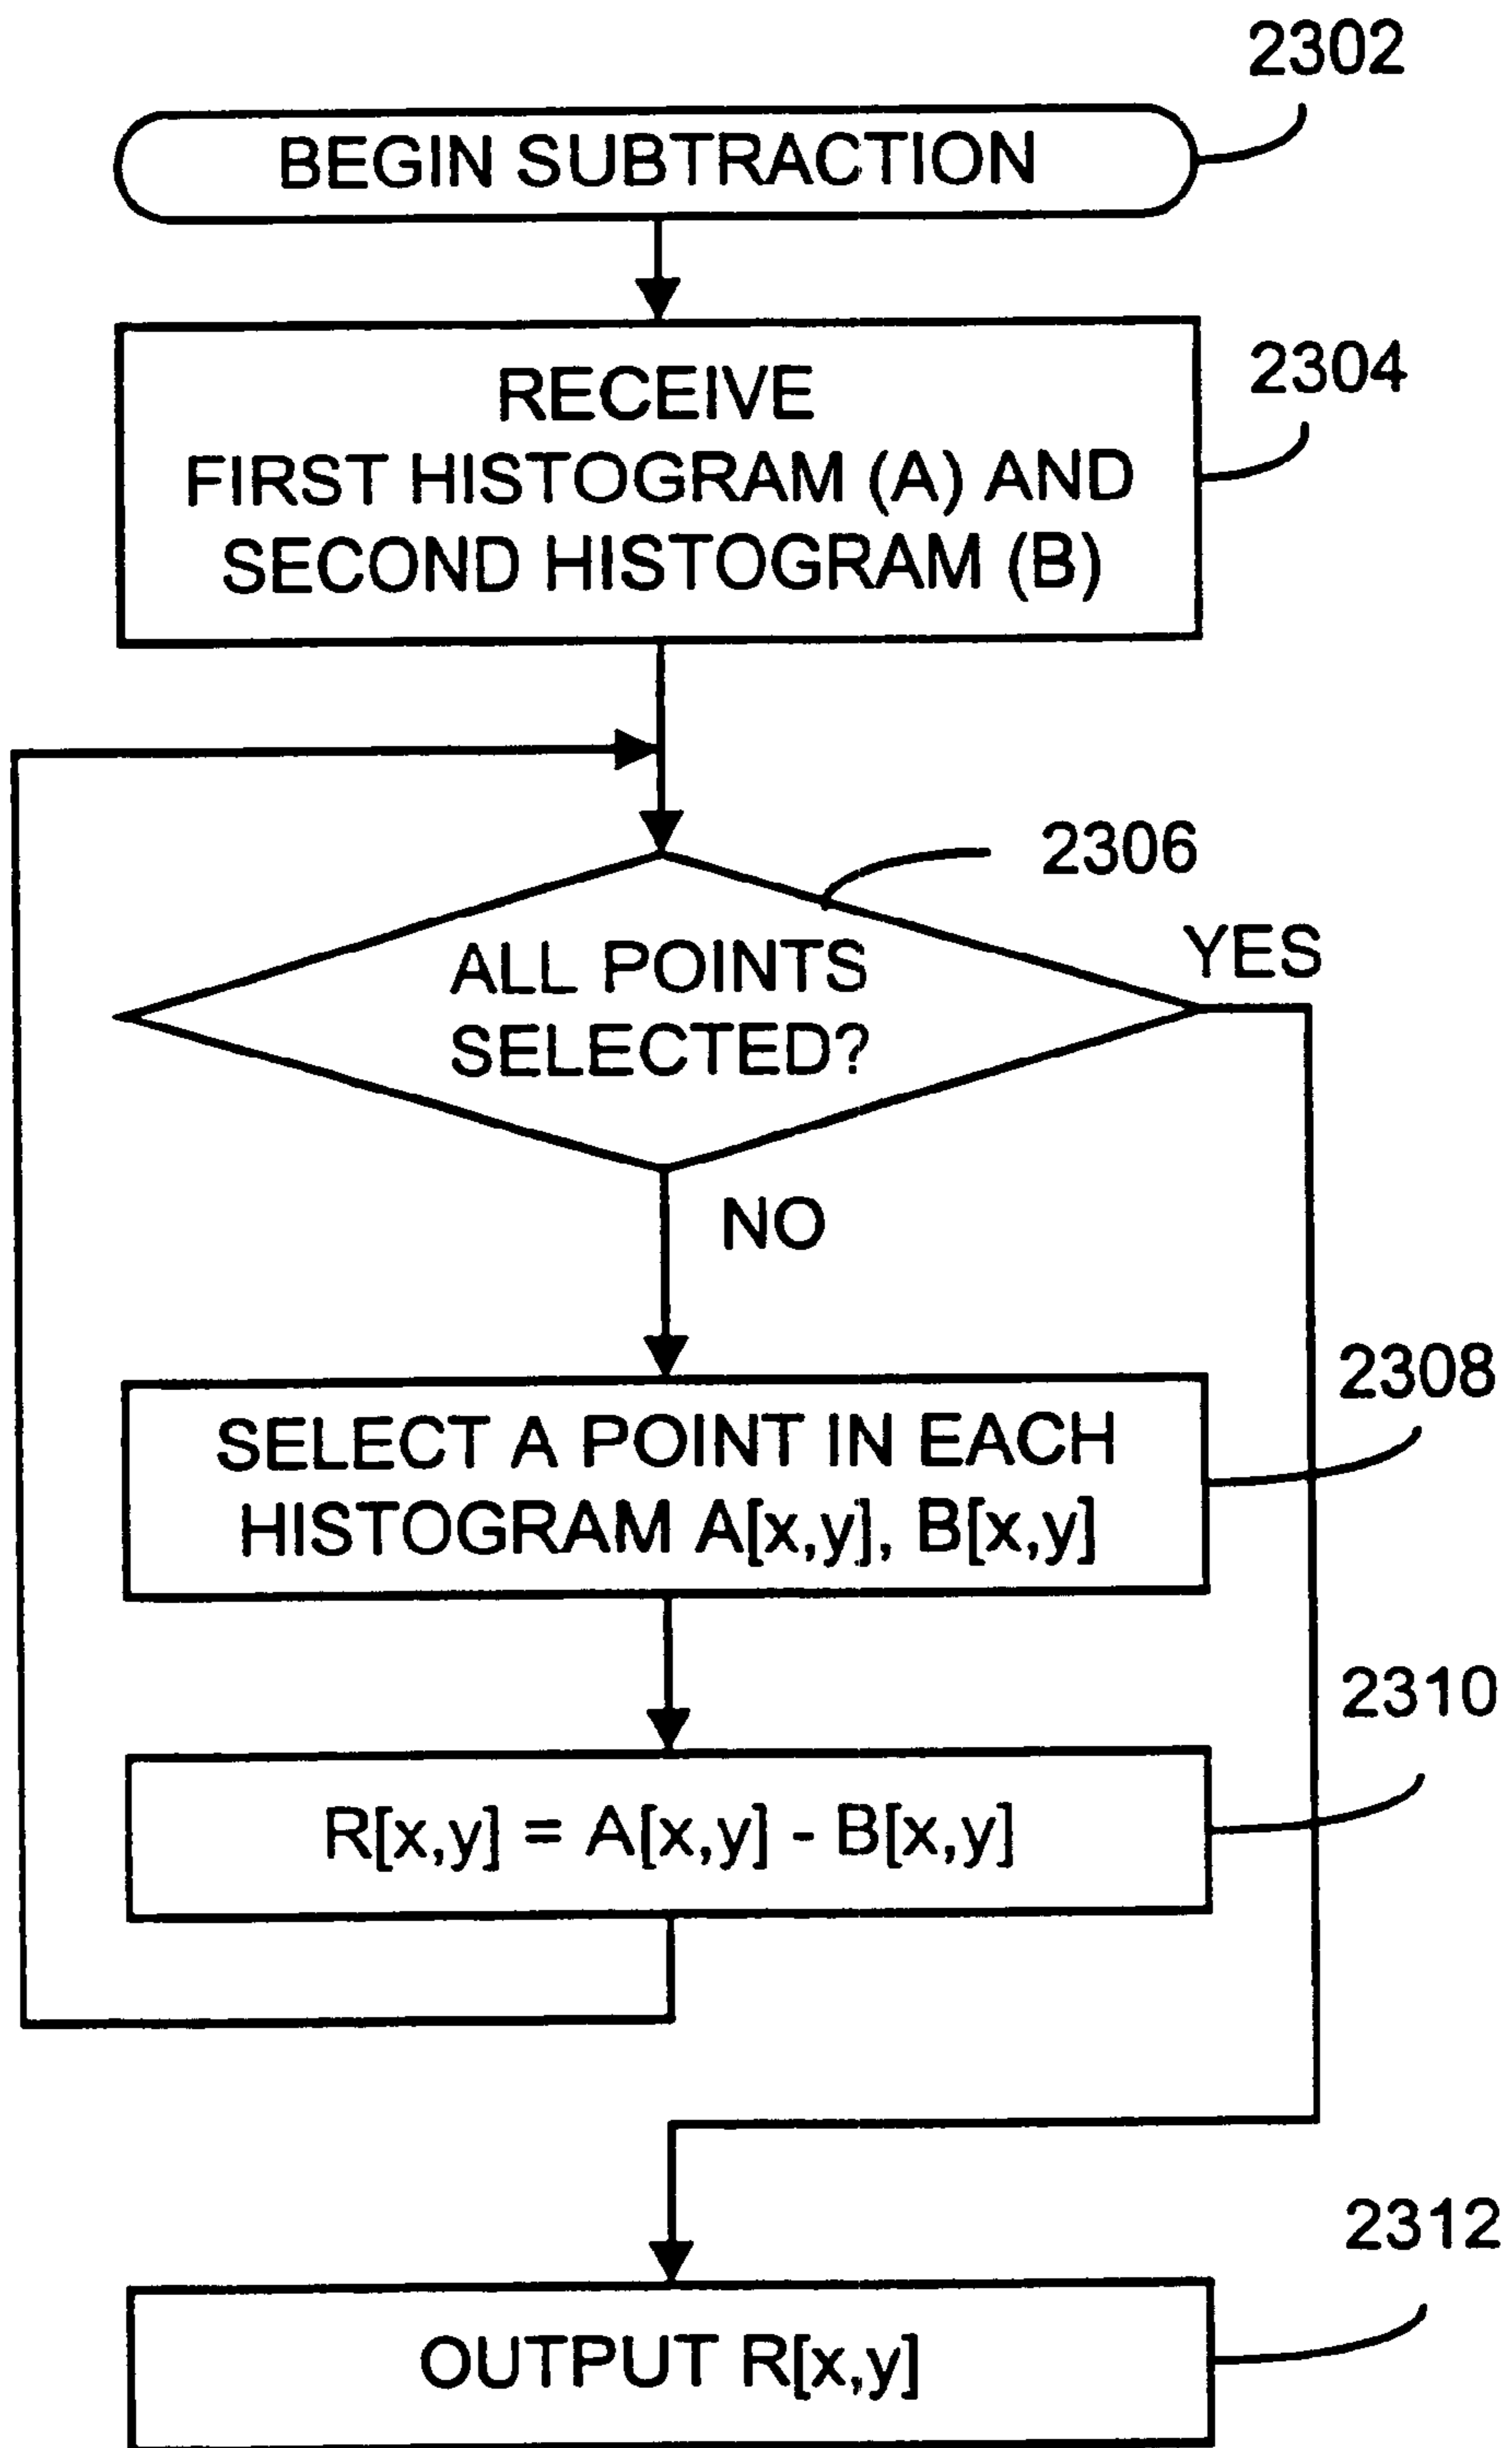 2302
BEGIN SUBTRACTION
2304
RECEIVE
FIRST HISTOGRAM (A) AND
SECOND HISTOGRAM (B)
2306
YES
ALL POINTS
SELECTED?
NO
2308
SELECT A POINT IN EACH
HISTOGRAM A[x,y], B[x,y]
2310
R[x,y] = A[x,y] - B[x,y]
2312
OUTPUT R[x,y]